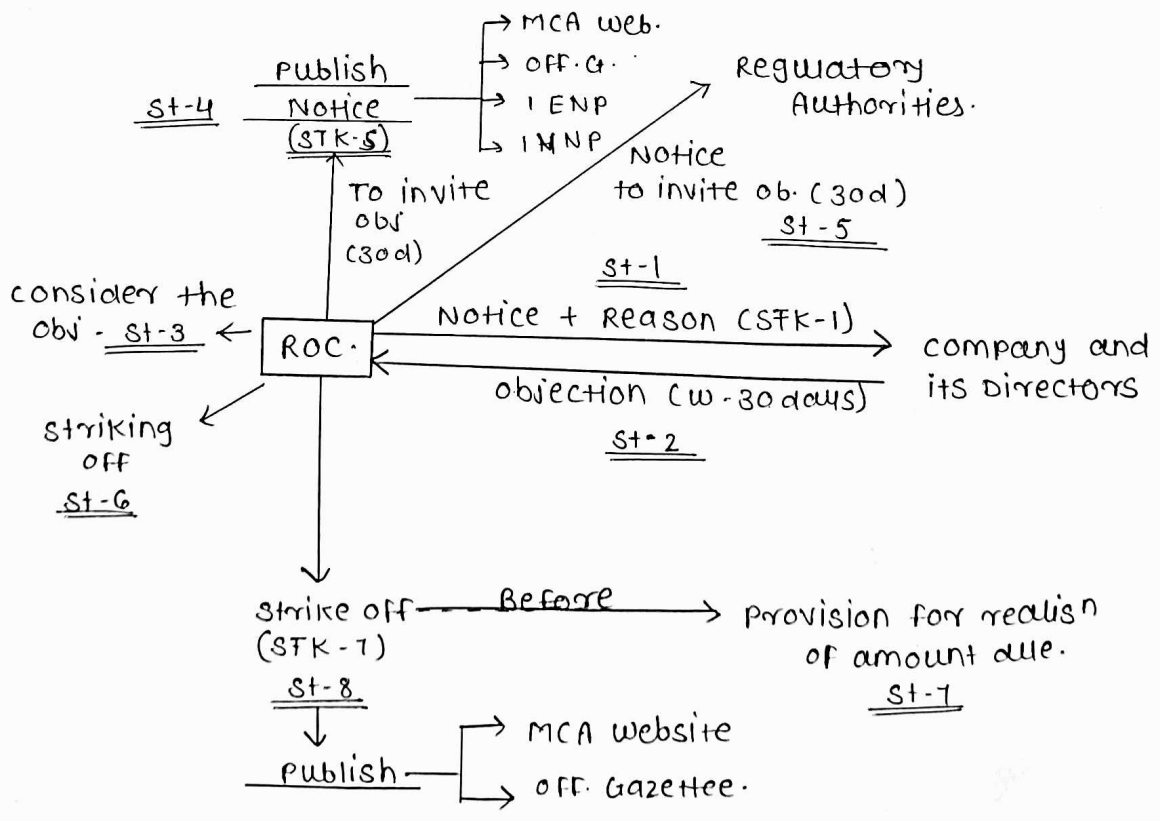 → MCA web.
→ OFF. G.
→ 1 ENP
→ 1 HNP
Publish
Notice
(STK-5)
St-4
Regulatory
Authorities.
Notice
to invite ob. (30d)
St-5
To invite
obj
(30d)
St-1
Notice + Reason (STK-1)
consider the
obj - St-3
ROC.
company and
its Directors
objection (w-30days)
St-2
striking
off
St-6
strike off
(STK-7)
St-8
Before
Provision for realisn
of amount due.
St-7
Publish
MCA website
Off. Gazettee.